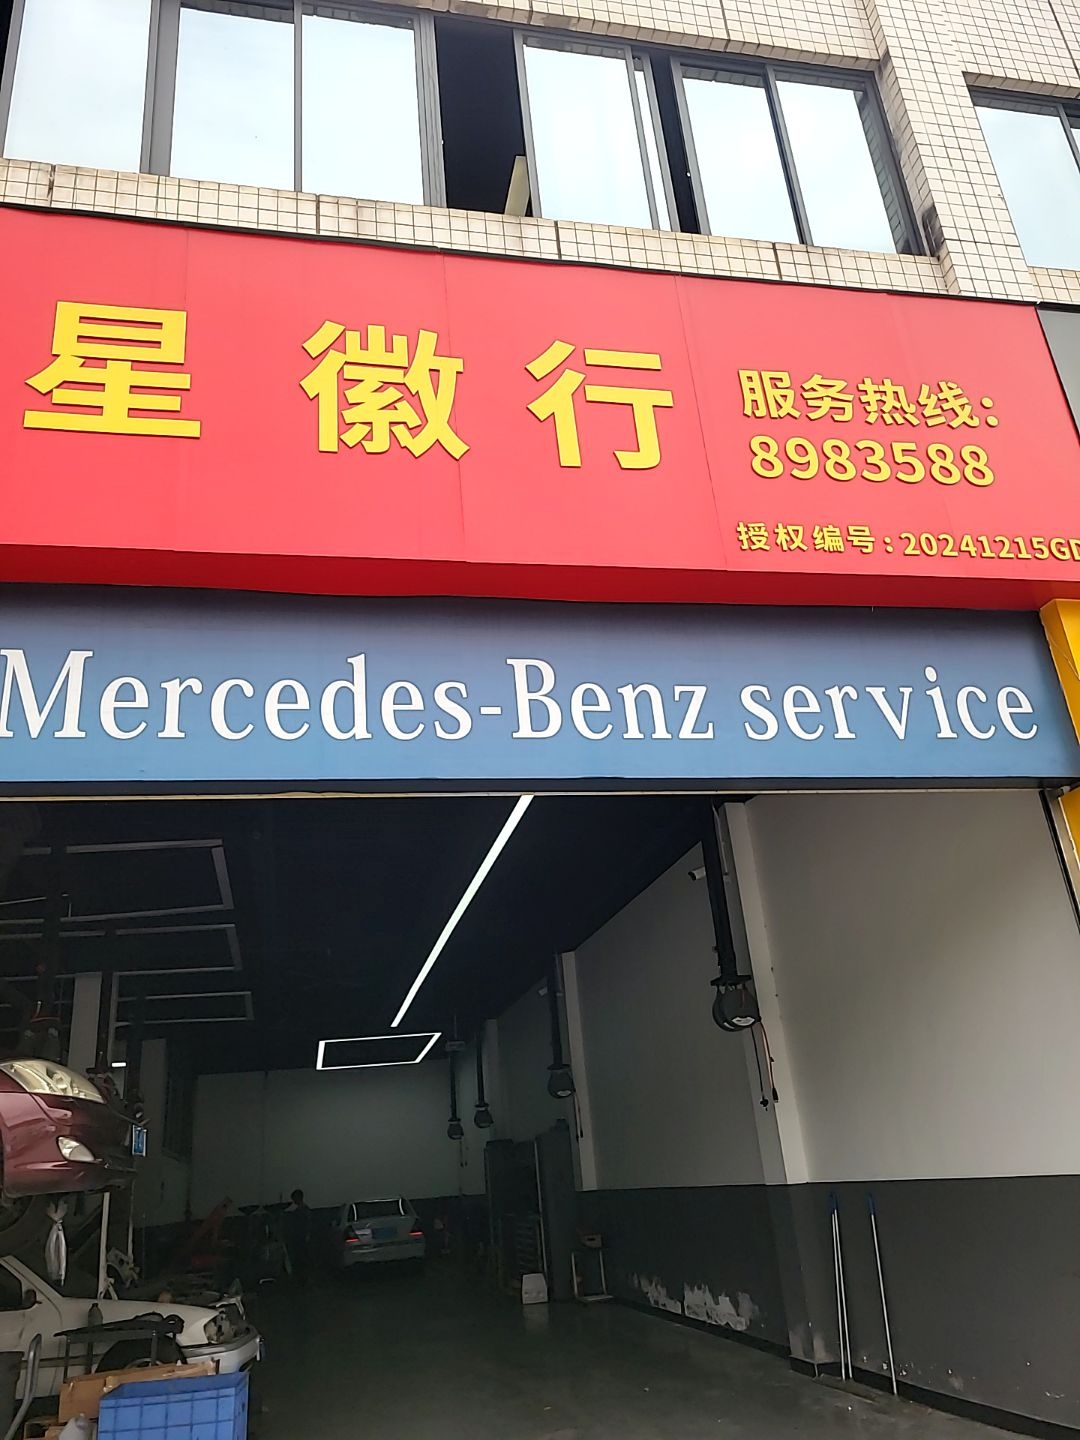 星徽行
服务热线：
8983588
授权编号：20241215GD
Mercedes-Benz service